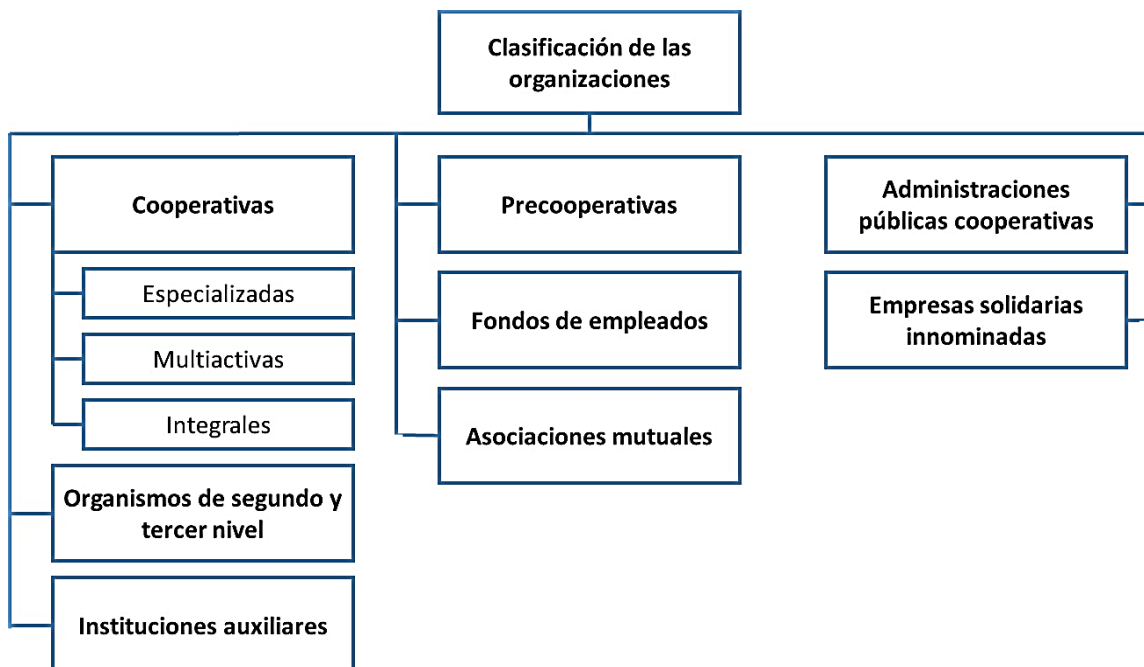 Clasificación de las
organizaciones
Cooperativas
Especializadas
Multiactivas
Integrales
Organismos de segundo y
tercer nivel
Instituciones auxiliares
Precooperativas
Fondos de empleados
Asociaciones mutuales
Administraciones
públicas cooperativas
Empresas solidarias
innominadas